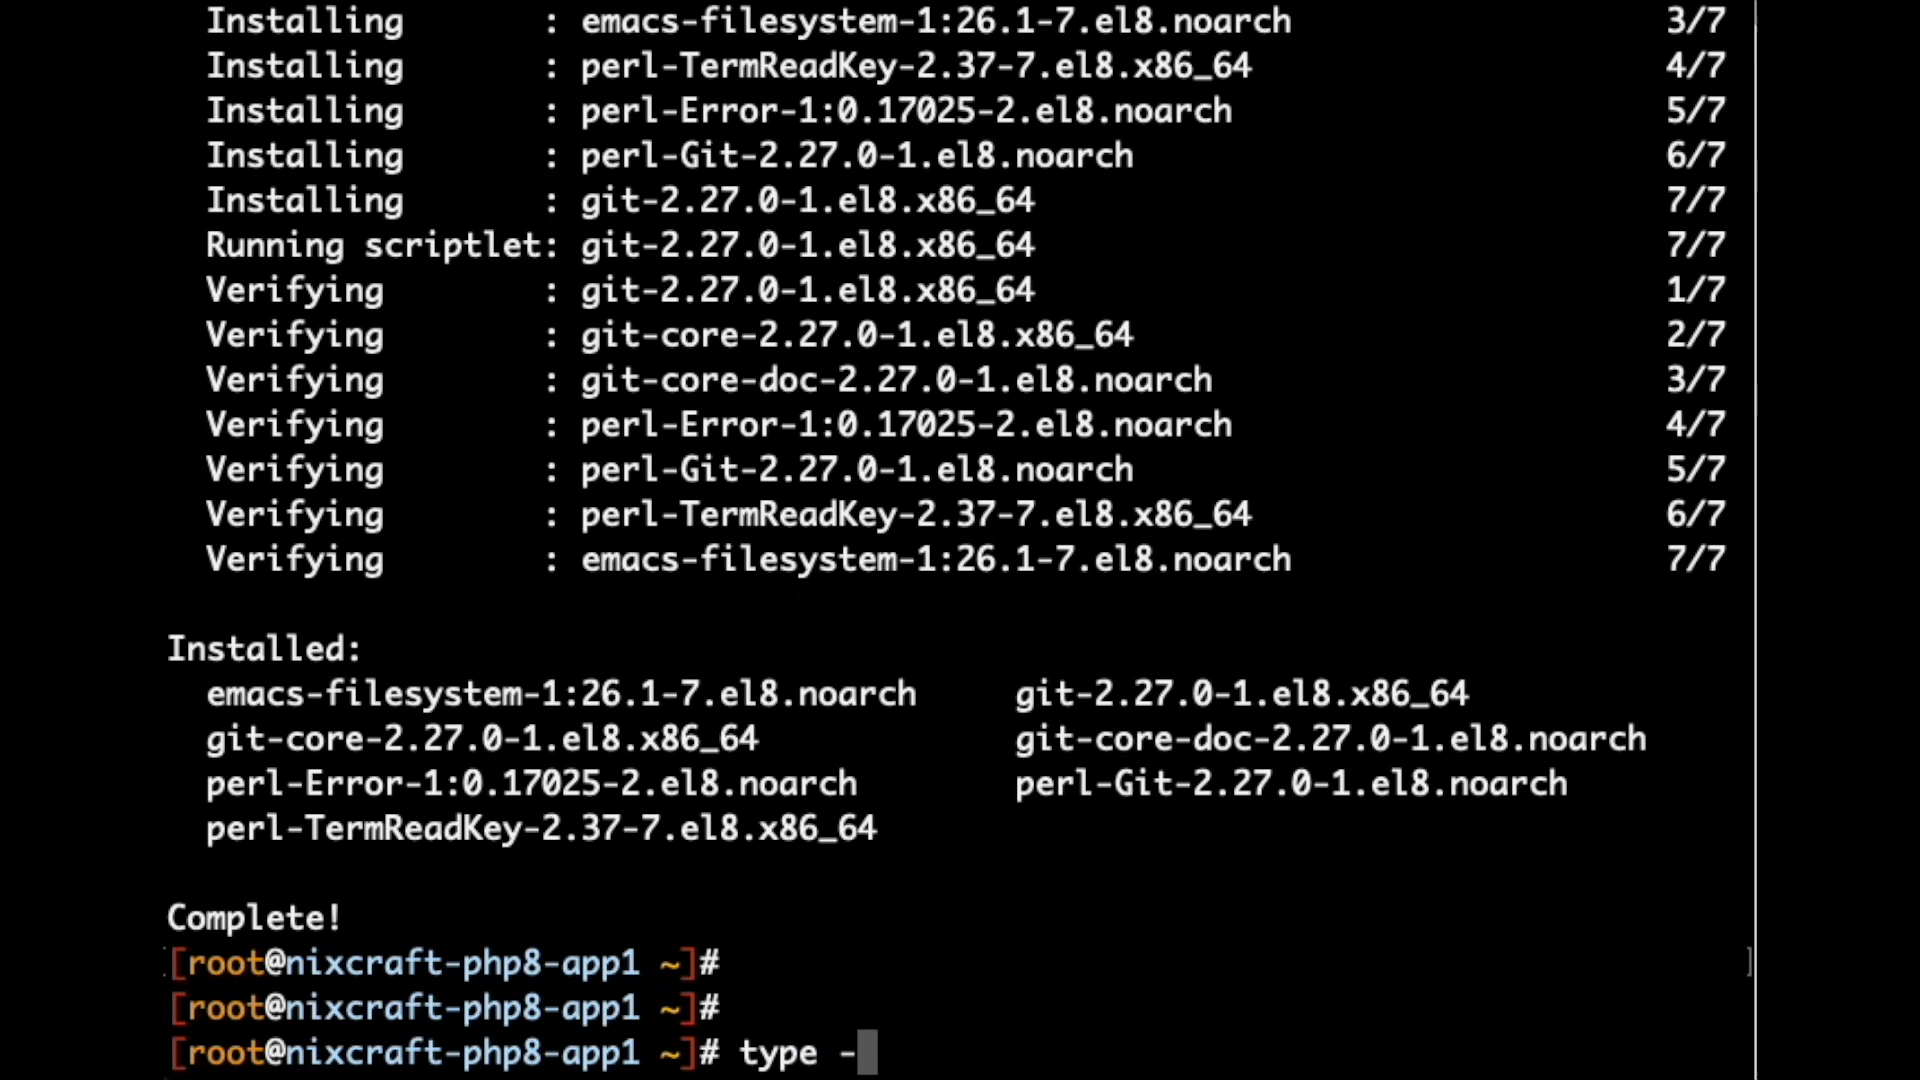 Installing : emacs-filesystem-1:26.1-7.el8.noarch 3/7
Installing : perl-TermReadKey-2.37-7.el8.x86_64 4/7
Installing : perl-Error-1:0.17025-2.el8.noarch 5/7
Installing : perl-Git-2.27.0-1.el8.noarch 6/7
Installing : git-2.27.0-1.el8.x86_64 7/7
Running scriptlet: git-2.27.0-1.el8.x86_64 7/7
Verifying : git-2.27.0-1.el8.x86_64 1/7
Verifying : git-core-2.27.0-1.el8.x86_64 2/7
Verifying : git-core-doc-2.27.0-1.el8.noarch 3/7
Verifying : perl-Error-1:0.17025-2.el8.noarch 4/7
Verifying : perl-Git-2.27.0-1.el8.noarch 5/7
Verifying : perl-TermReadKey-2.37-7.el8.x86_64 6/7
Verifying : emacs-filesystem-1:26.1-7.el8.noarch 7/7
Installed:
emacs-filesystem-1:26.1-7.el8.noarch git-2.27.0-1.el8.x86_64
git-core-2.27.0-1.el8.x86_64 git-core-doc-2.27.0-1.el8.noarch
perl-Error-1:0.17025-2.el8.noarch perl-Git-2.27.0-1.el8.noarch
perl-TermReadKey-2.37-7.el8.x86_64
Complete!
[root@nixcraft-php8-app1 ~]#
[root@nixcraft-php8-app1 ~]#
[root@nixcraft-php8-app1 ~]# type -